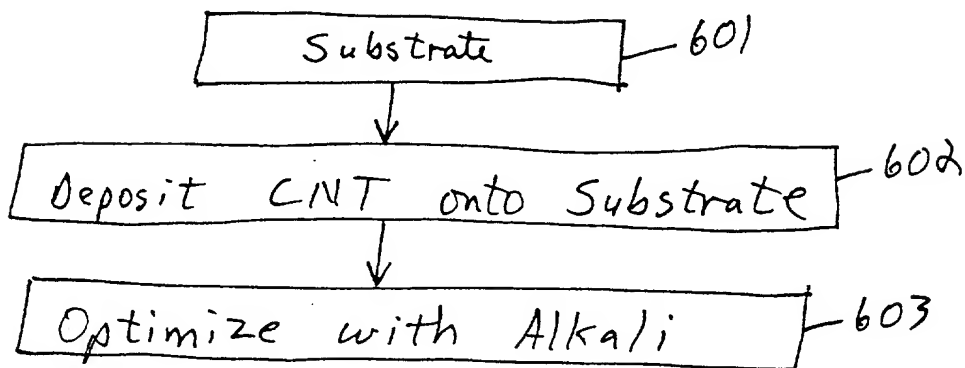 Substrate 601
Deposit CNT onto Substrate 602
Optimize with Alkali 603